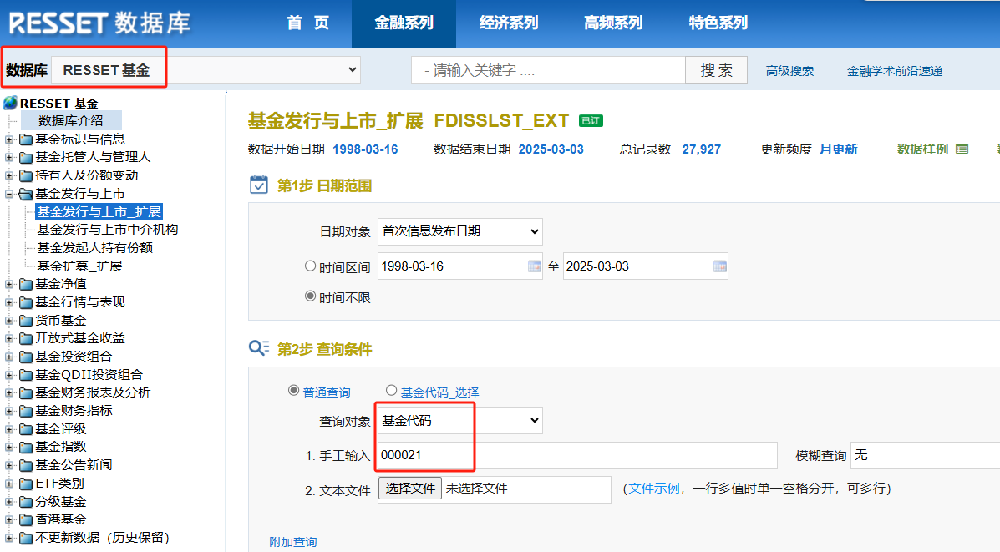 RESSET 数据库 首 页 金融系列 经济系列 高频系列 特色系列
数据库 RESSET 基金 - 请输入关键字 .... 搜 索 高级搜索 金融学术前沿速递
RESSET 基金
数据库介绍
基金标识与信息
基金托管人与管理人
持有人及份额变动
基金发行与上市
基金发行与上市_扩展
基金发行与上市中介机构
基金发起人持有份额
基金扩募_扩展
基金净值
基金行情与表现
货币基金
开放式基金收益
基金投资组合
基金QDII投资组合
基金财务报表及分析
基金财务指标
基金评级
基金指数
基金公告新闻
ETF类别
分级基金
香港基金
不更新数据（历史保留）
基金发行与上市_扩展 FDISSLST_EXT 已订
数据开始日期 1998-03-16 数据结束日期 2025-03-03 总记录数 27,927 更新频度 月更新 数据样例
第1步 日期范围
日期对象 首次信息发布日期
时间区间 1998-03-16 至 2025-03-03
时间不限
第2步 查询条件
普通查询 基金代码_选择
查询对象 基金代码
1. 手工输入 000021 模糊查询 无
2. 文本文件 选择文件 未选择文件 （文件示例，一行多值时单一空格分开，可多行）
附加查询